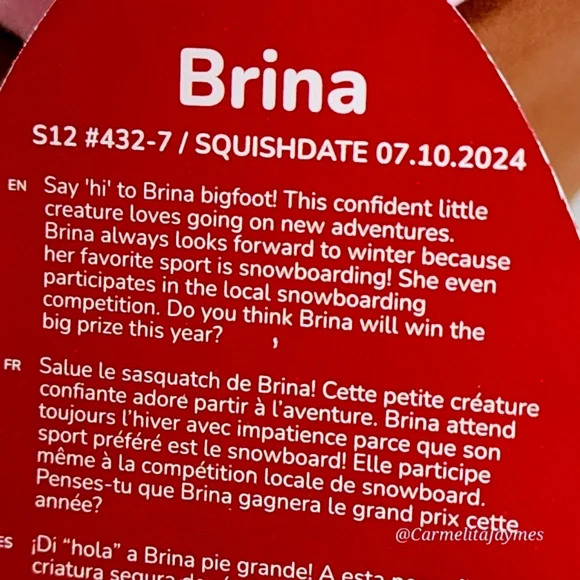 Brina
S12 #432-7 / SQUISHDATE 07.10.2024
EN Say 'hi' to Brina bigfoot! This confident little
creature loves going on new adventures.
Brina always looks forward to winter because
her favorite sport is snowboarding! She even
participates in the local snowboarding
competition. Do you think Brina will win the
big prize this year?
FR Salue le sasquatch de Brina! Cette petite créature
confiante adore partir à l'aventure. Brina attend
toujours l'hiver avec impatience parce que son
sport préféré est le snowboard! Elle participe
même à la compétition locale de snowboard.
Penses-tu que Brina gagnera le grand prix cette
année?
@CarmelitaJaymes
ES ¡Di “hola” a Brina pie grande! A esta
criatura segura